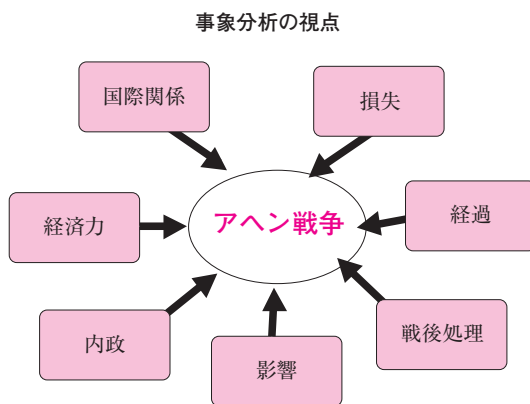 事象分析の視点
国際関係
損失
経済力
アヘン戦争
経過
内政
影響
戦後処理